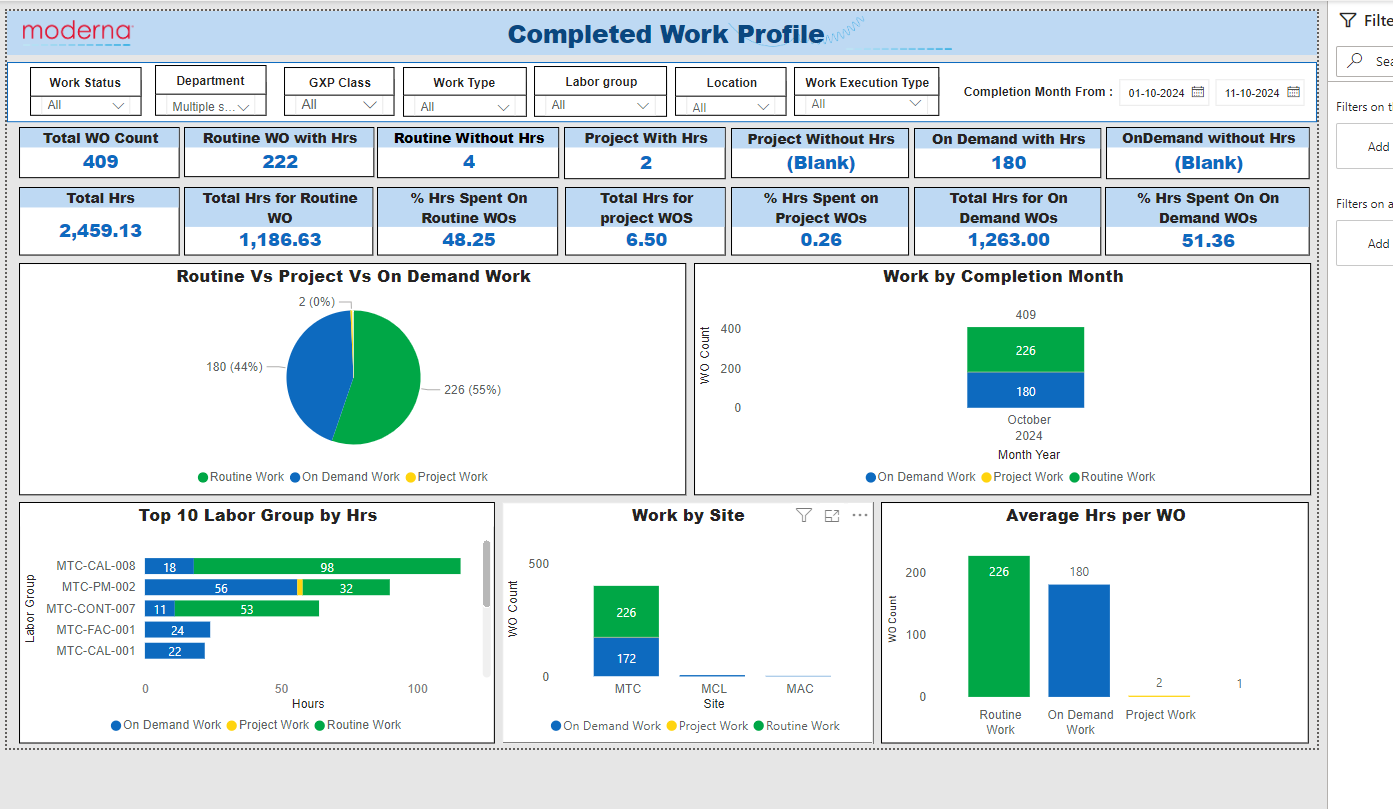 moderna
Completed Work Profile
Filte
Sea
Filters on th
Add
Filters on a
Add
Work Status
All
Department
Multiple s...
GXP Class
All
Work Type
All
Labor group
All
Location
All
Work Execution Type
All
Completion Month From :
01-10-2024
11-10-2024
Total WO Count
409
Routine WO with Hrs
222
Routine Without Hrs
4
Project With Hrs
2
Project Without Hrs
(Blank)
On Demand with Hrs
180
OnDemand without Hrs
(Blank)
Total Hrs
2,459.13
Total Hrs for Routine
WO
1,186.63
% Hrs Spent On
Routine WOs
48.25
Total Hrs for
project WOS
6.50
% Hrs Spent on
Project WOs
0.26
Total Hrs for On
Demand WOs
1,263.00
% Hrs Spent On On
Demand WOs
51.36
Routine Vs Project Vs On Demand Work
2 (0%)
180 (44%)
226 (55%)
Routine Work On Demand Work Project Work
Work by Completion Month
WO Count
400
200
0
409
226
180
October
2024
Month Year
On Demand Work Project Work Routine Work
Top 10 Labor Group by Hrs
Labor Group
MTC-CAL-008 18 98
MTC-PM-002 56 32
MTC-CONT-007 11 53
MTC-FAC-001 24
MTC-CAL-001 22
0 50 100
Hours
On Demand Work Project Work Routine Work
Work by Site
WO Count
500
0
226
172
MTC MCL MAC
Site
On Demand Work Project Work Routine Work
Average Hrs per WO
WO Count
200
100
0
226
180
2
1
Routine
Work
On Demand
Work
Project Work